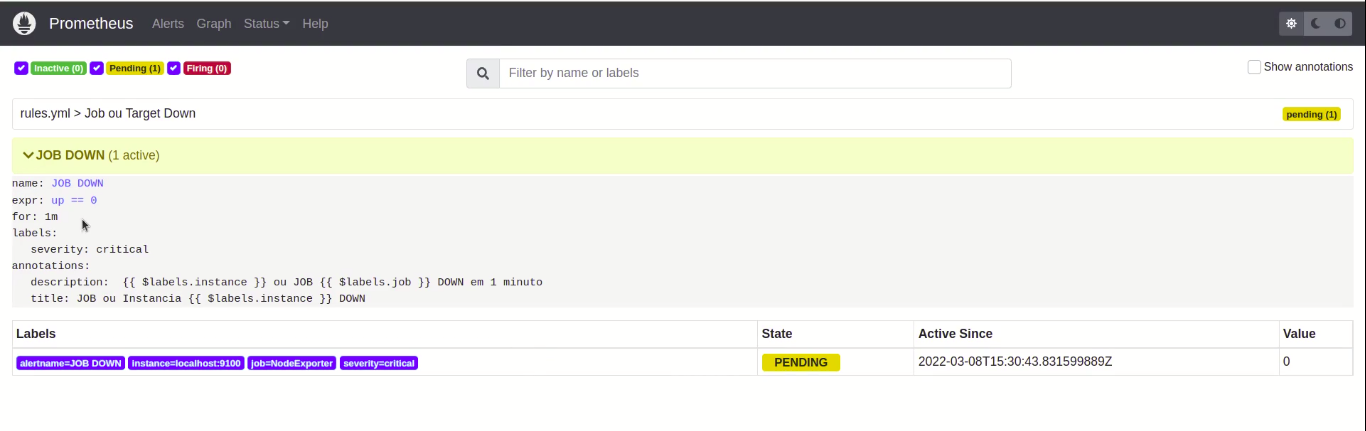 Prometheus Alerts Graph Status Help
Inactive (0) Pending (1) Firing (0) Filter by name or labels Show annotations
rules.yml > Job ou Target Down pending (1)
JOB DOWN (1 active)
name: JOB DOWN
expr: up == 0
for: 1m
labels:
severity: critical
annotations:
description: {{ $labels.instance }} ou JOB {{ $labels.job }} DOWN em 1 minuto
title: JOB ou Instancia {{ $labels.instance }} DOWN
Labels State Active Since Value
alertname=JOB DOWN instance=localhost:9100 job=NodeExporter severity=critical PENDING 2022-03-08T15:30:43.831599889Z 0